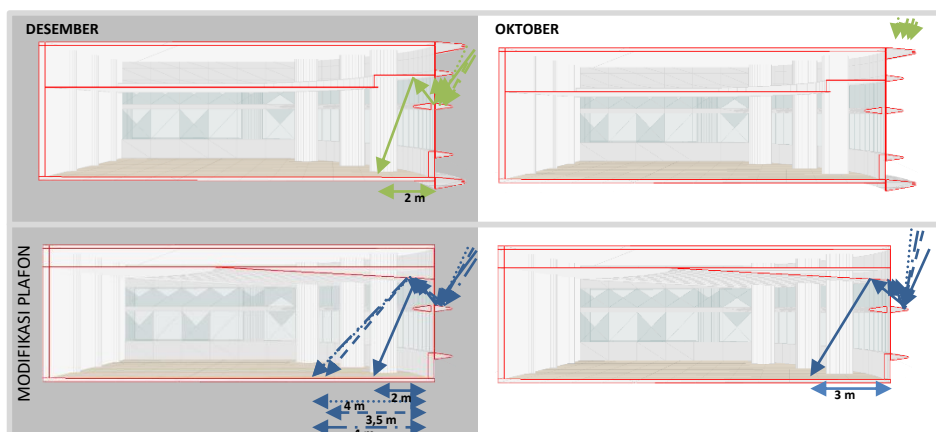 DESEMBER
OKTOBER
2 m
MODIFIKASI PLAFON
2 m
4 m
3,5 m
3 m